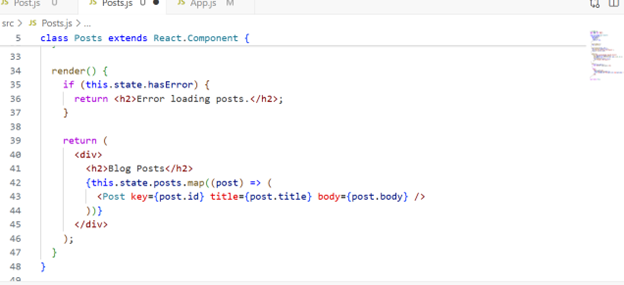 JS Post.js U JS Posts.js U ● JS App.js M
src > JS Posts.js > ...
5 class Posts extends React.Component {
33
34 render() {
35 if (this.state.hasError) {
36 return <h2>Error loading posts.</h2>;
37 }
38
39 return (
40 <div>
41 <h2>Blog Posts</h2>
42 {this.state.posts.map((post) => (
43 <Post key={post.id} title={post.title} body={post.body} />
44 ))}
45 </div>
46 );
47 }
48 }
49